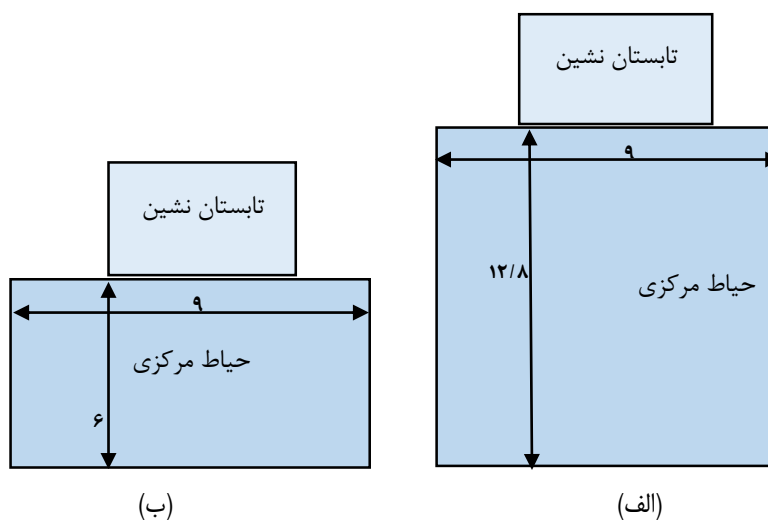 تابستان نشین
۹
۱۲/۸
حیاط مرکزی
(الف)
تابستان نشین
۹
حیاط مرکزی
۶
(ب)